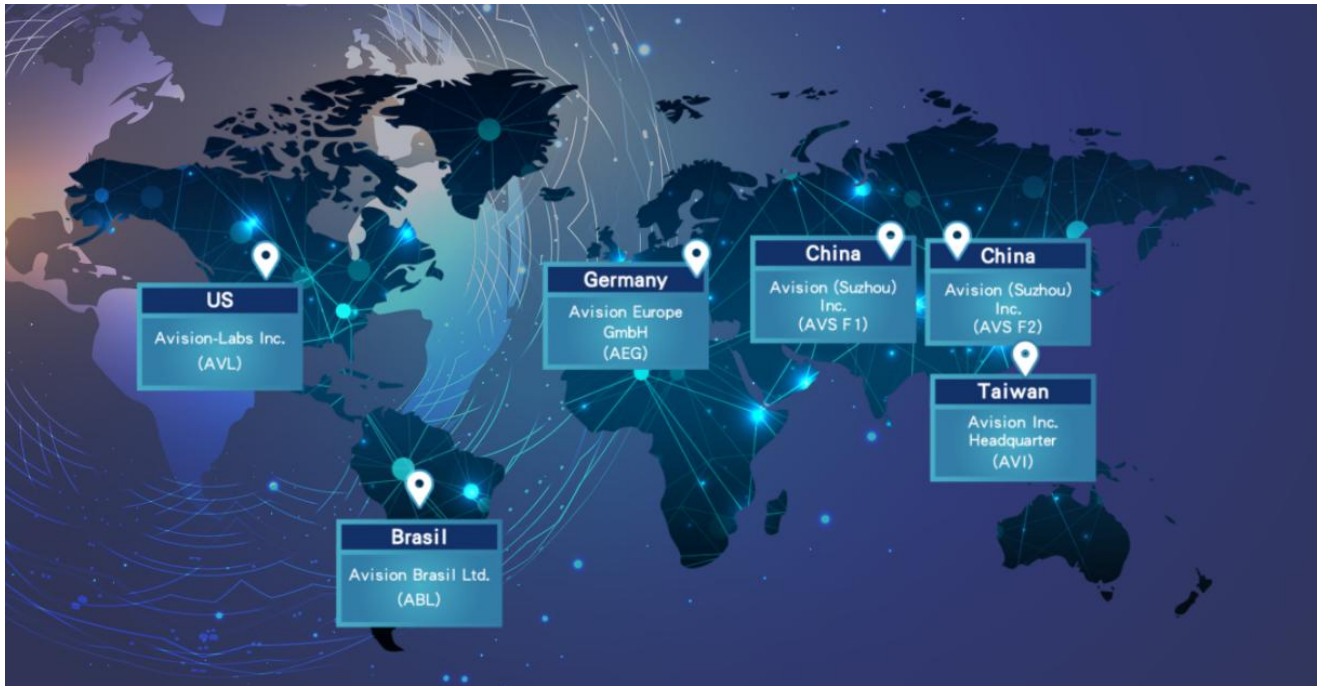 US
Avision-Labs Inc.
(AVL)
Germany
Avision Europe
GmbH
(AEG)
China
Avision (Suzhou)
Inc.
(AVS F1)
China
Avision (Suzhou)
Inc.
(AVS F2)
Taiwan
Avision Inc.
Headquarter
(AVI)
Brasil
Avision Brasil Ltd.
(ABL)